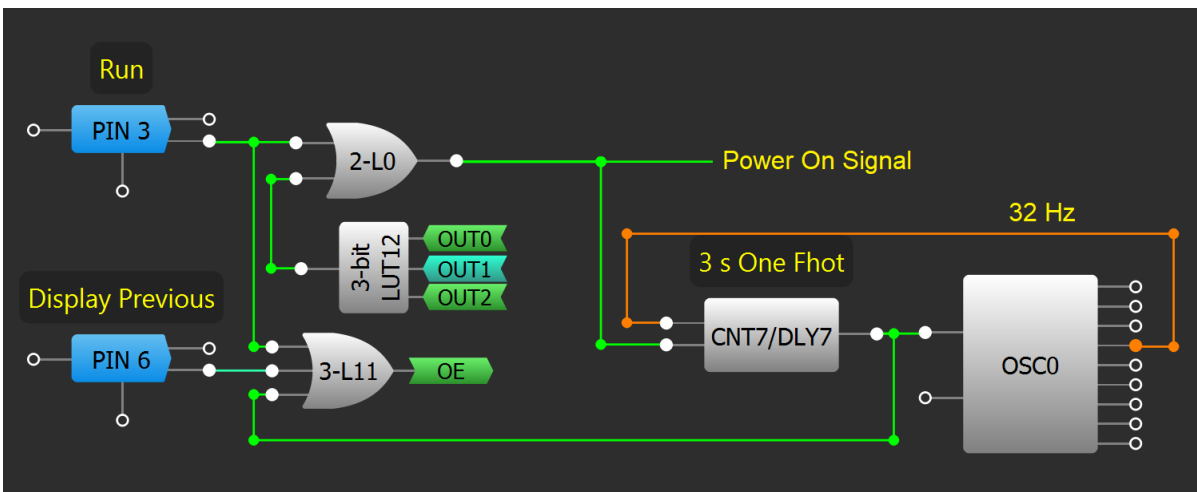 Run
PIN 3
2-L0
Power On Signal
32 Hz
3-bit
LUT12
OUT0
OUT1
OUT2
3 s One Fhot
Display Previous
CNT7/DLY7
PIN 6
3-L11
OE
OSC0